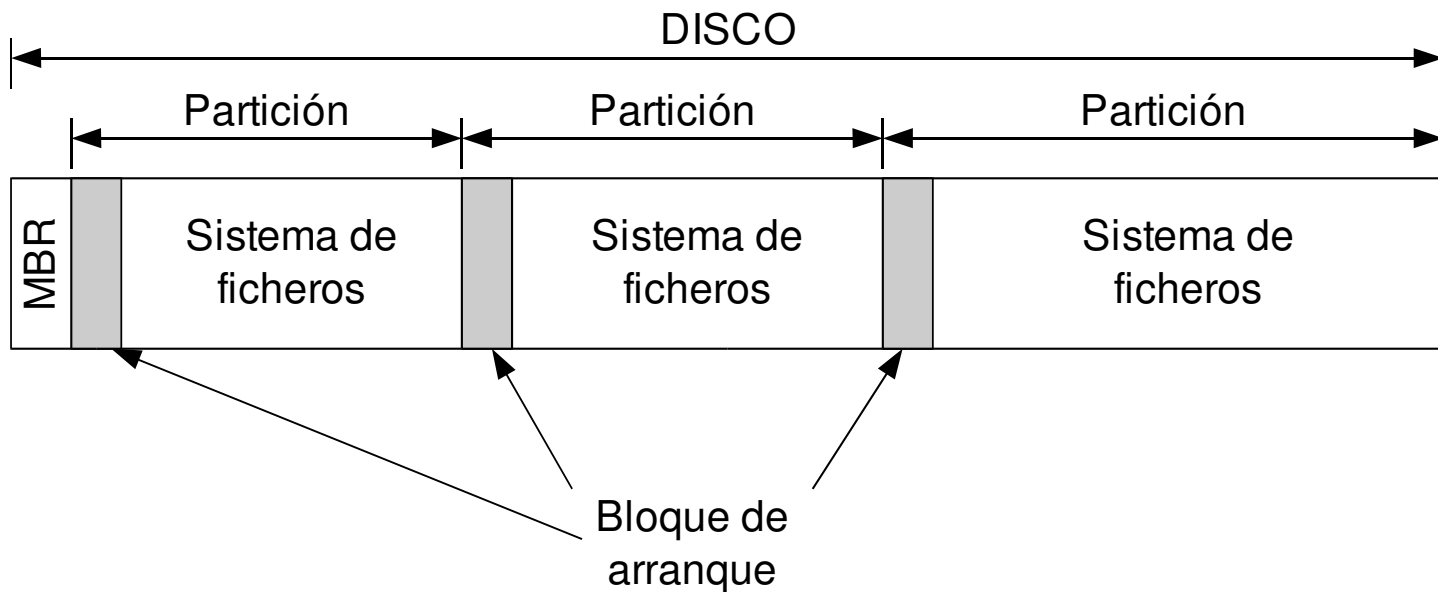 DISCO
Partición
Partición
Partición
MBR
Sistema de
ficheros
Sistema de
ficheros
Sistema de
ficheros
Bloque de
arranque